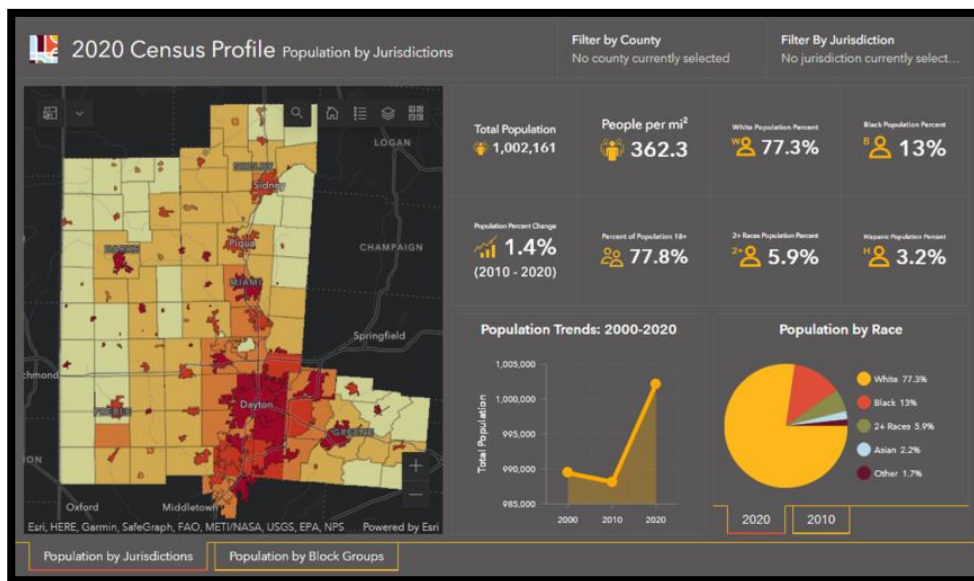 2020 Census Profile Population by Jurisdictions
Filter by County
No county currently selected
Filter By Jurisdiction
No jurisdiction currently select...
LOGAN
SHELBY
Sidney
DARKE
Piqua
CHAMPAIGN
MIAMI
Springfield
chmond
Dayton
PREBLE
GREENE
ION
Oxford
Middletown
Esri, HERE, Garmin, SafeGraph, FAO, METI/NASA, USGS, EPA, NPS
Powered by Esri
Total Population
1,002,161
People per mi²
362.3
White Population Percent
W 77.3%
Black Population Percent
B 13%
Population Percent Change
1.4%
(2010 - 2020)
Percent of Population 18+
77.8%
2+ Races Population Percent
2+ 5.9%
Hispanic Population Percent
H 3.2%
Population Trends: 2000-2020
Total Population
1,005,000
1,000,000
995,000
990,000
985,000
2000 2010 2020
Population by Race
White 77.3%
Black 13%
2+ Races 5.9%
Asian 2.2%
Other 1.7%
2020 2010
Population by Jurisdictions
Population by Block Groups